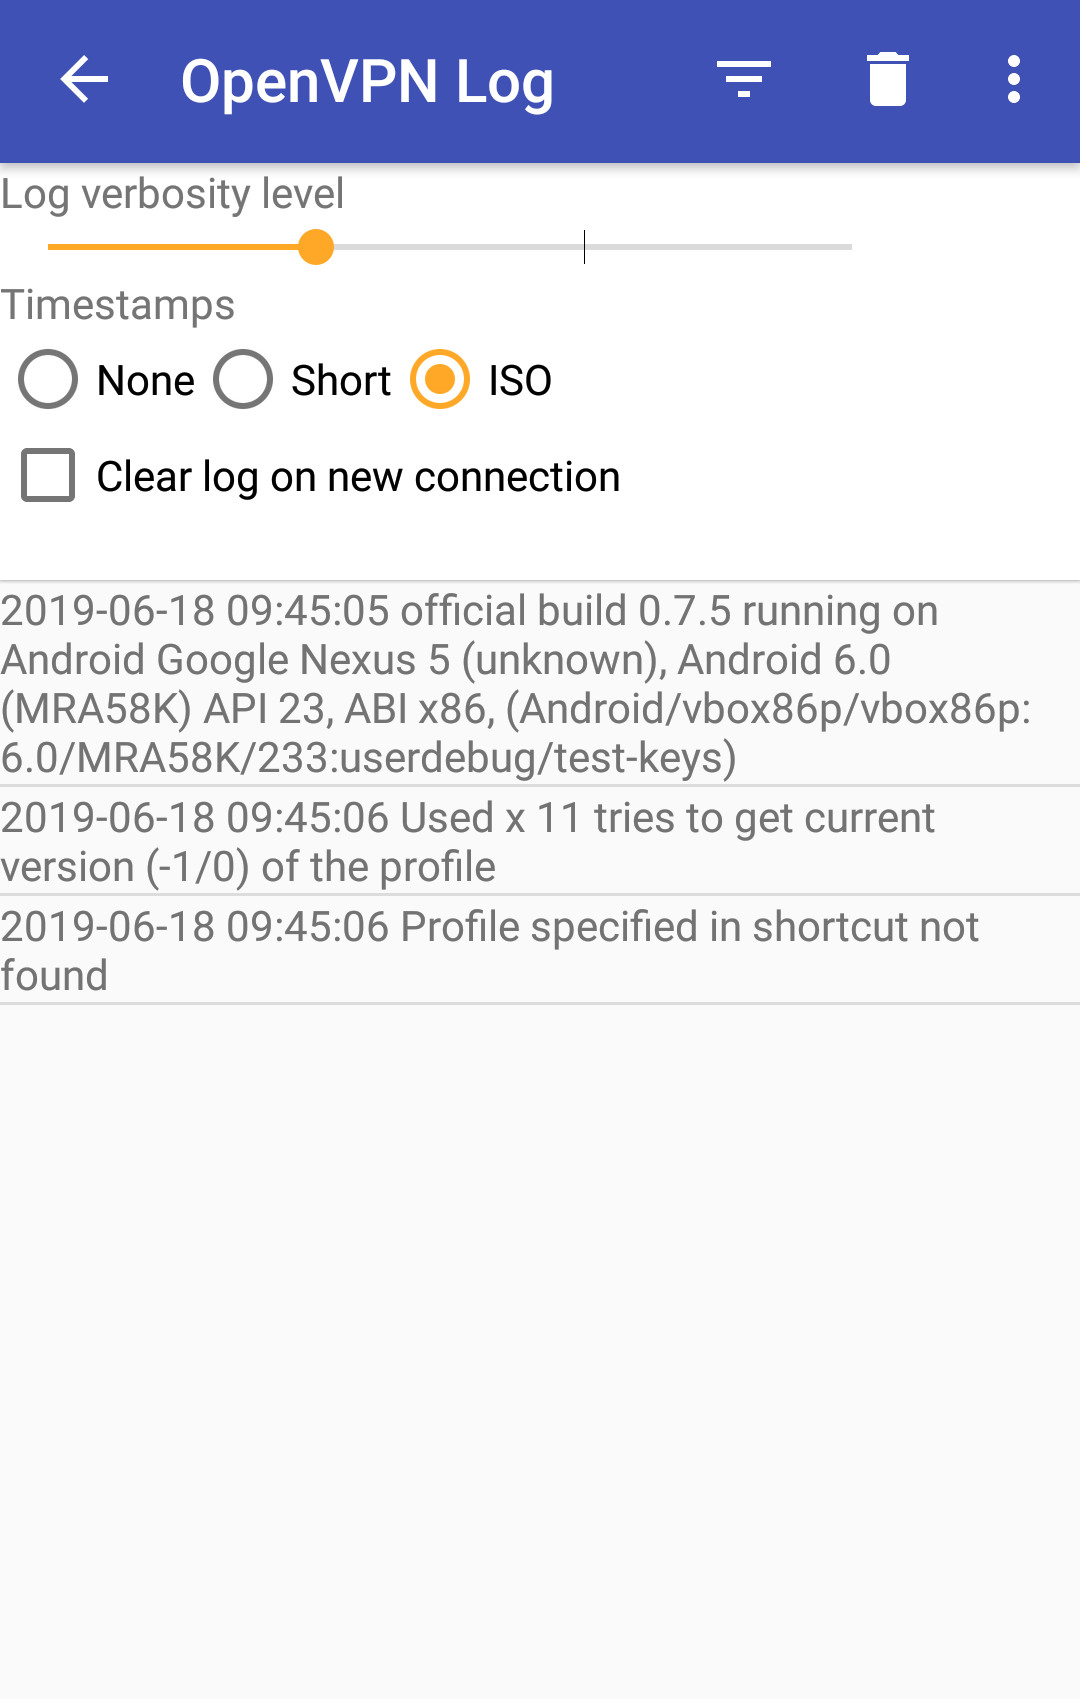 OpenVPN Log
Log verbosity level
Timestamps
None Short ISO
Clear log on new connection
2019-06-18 09:45:05 official build 0.7.5 running on
Android Google Nexus 5 (unknown), Android 6.0
(MRA58K) API 23, ABI x86, (Android/vbox86p/vbox86p:
6.0/MRA58K/233:userdebug/test-keys)
2019-06-18 09:45:06 Used x 11 tries to get current
version (-1/0) of the profile
2019-06-18 09:45:06 Profile specified in shortcut not
found